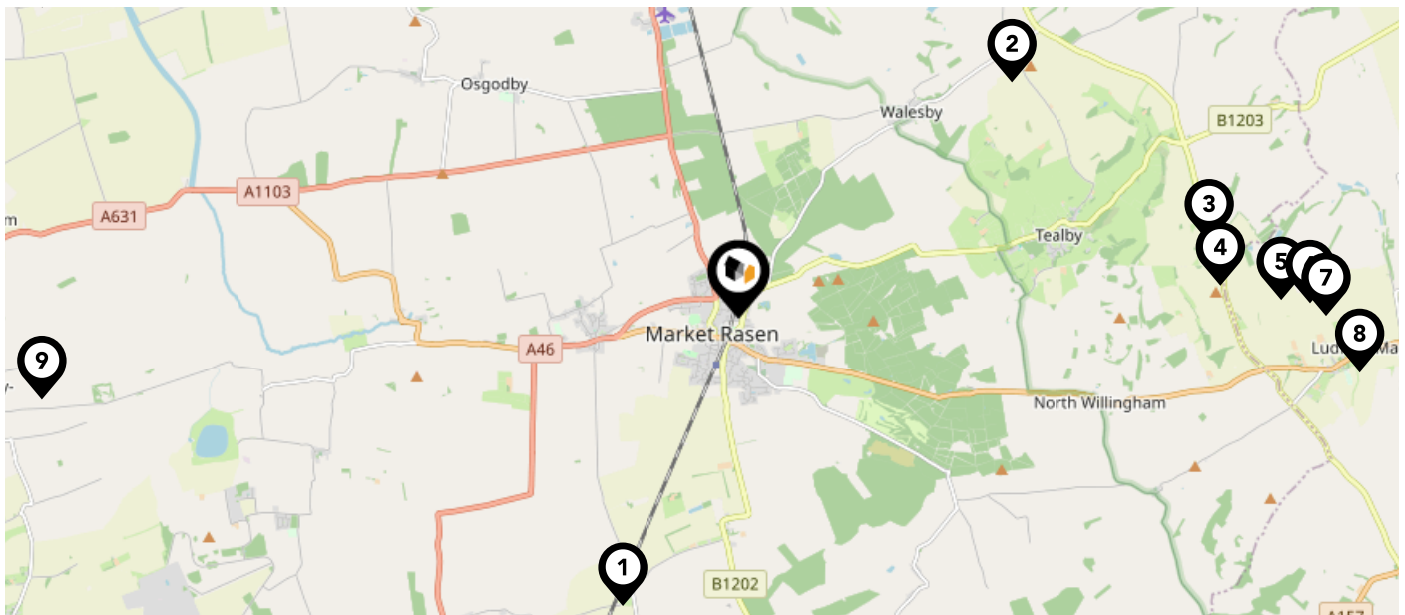 2
Osgodby
Walesby
B1203
A1103
3
A631
m
Tealby
4
5
7
Market Rasen
8
A46
9
y-
North Willingham
1
B1202